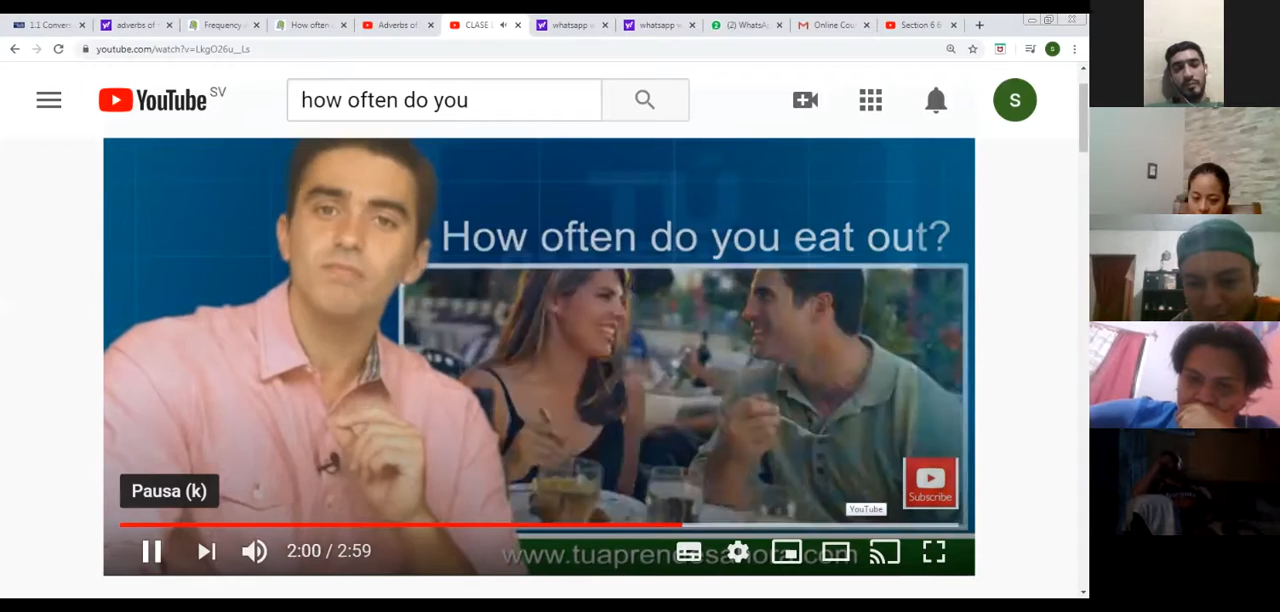 1.1 Convers
adverbs of
Frequency
How often
Adverbs of
CLASE
whatsapp
whatsapp
(2) WhatsA
Online Cou
Section 6 6
youtube.com/watch?v=LkgO26u__Ls
S
YouTube SV
how often do you
S
How often do you eat out?
Subscribe
Pausa (k)
YouTube
2:00 / 2:59
www.tuaprendesahora.com